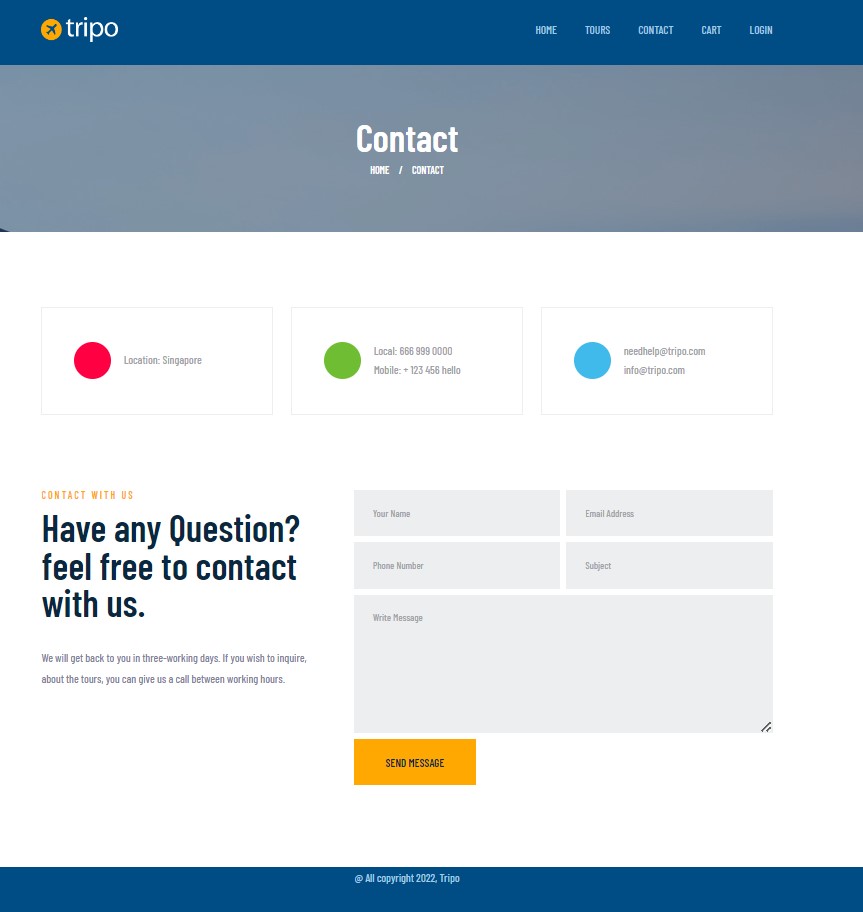 tripo
HOME TOURS CONTACT CART LOGIN
Contact
HOME / CONTACT
Location: Singapore
Local: 666 999 0000
Mobile: + 123 456 hello
needhelp@tripo.com
info@tripo.com
CONTACT WITH US
Have any Question?
feel free to contact
with us.
We will get back to you in three-working days. If you wish to inquire,
about the tours, you can give us a call between working hours.
Your Name
Email Address
Phone Number
Subject
Write Message
SEND MESSAGE
@ All copyright 2022, Tripo